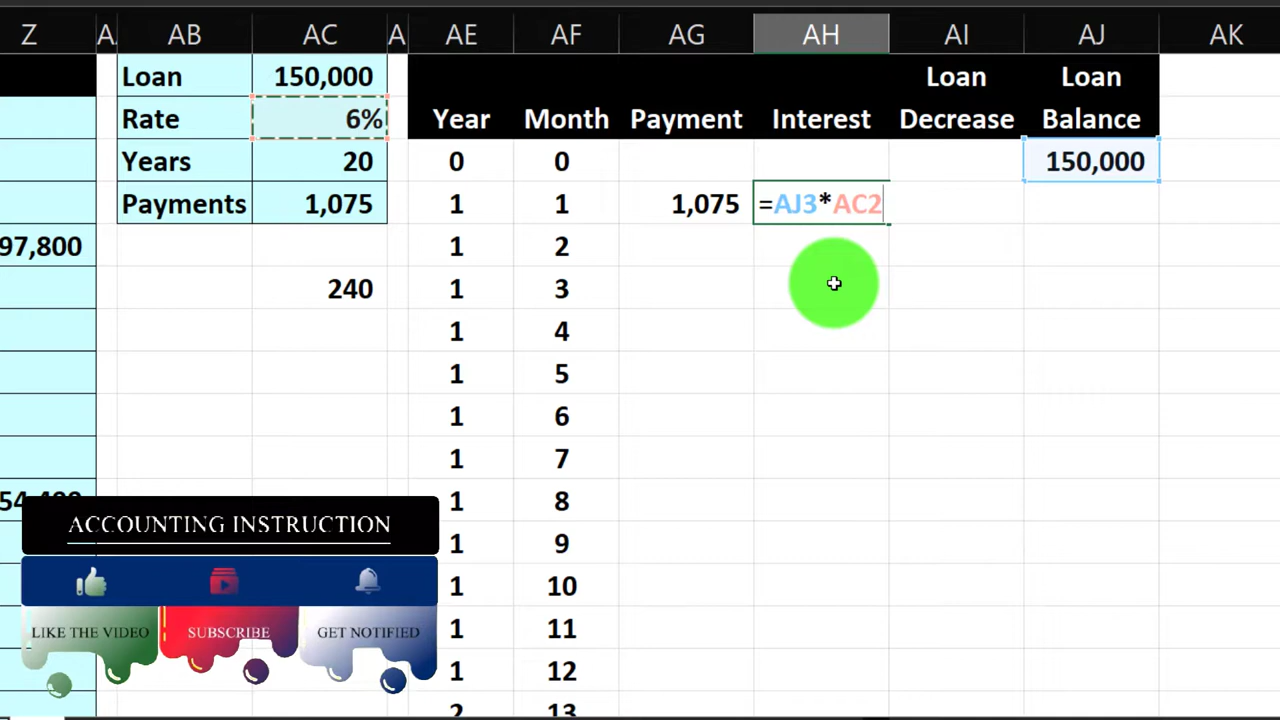 Z A. AB AC A AE AF AG AH AI AJ AK
Loan 150,000 Loan Loan
Rate 6% Year Month Payment Interest Decrease Balance
Years 20 0 0 150,000
Payments 1,075 1 1 1,075 =AJ3*AC2
97,800 1 2
240 1 3
1 4
1 5
1 6
1 7
1 8
ACCOUNTING INSTRUCTION
1 9
1 10
LIKE THE VIDEO SUBSCRIBE GET NOTIFIED
1 11
1 12
2 13